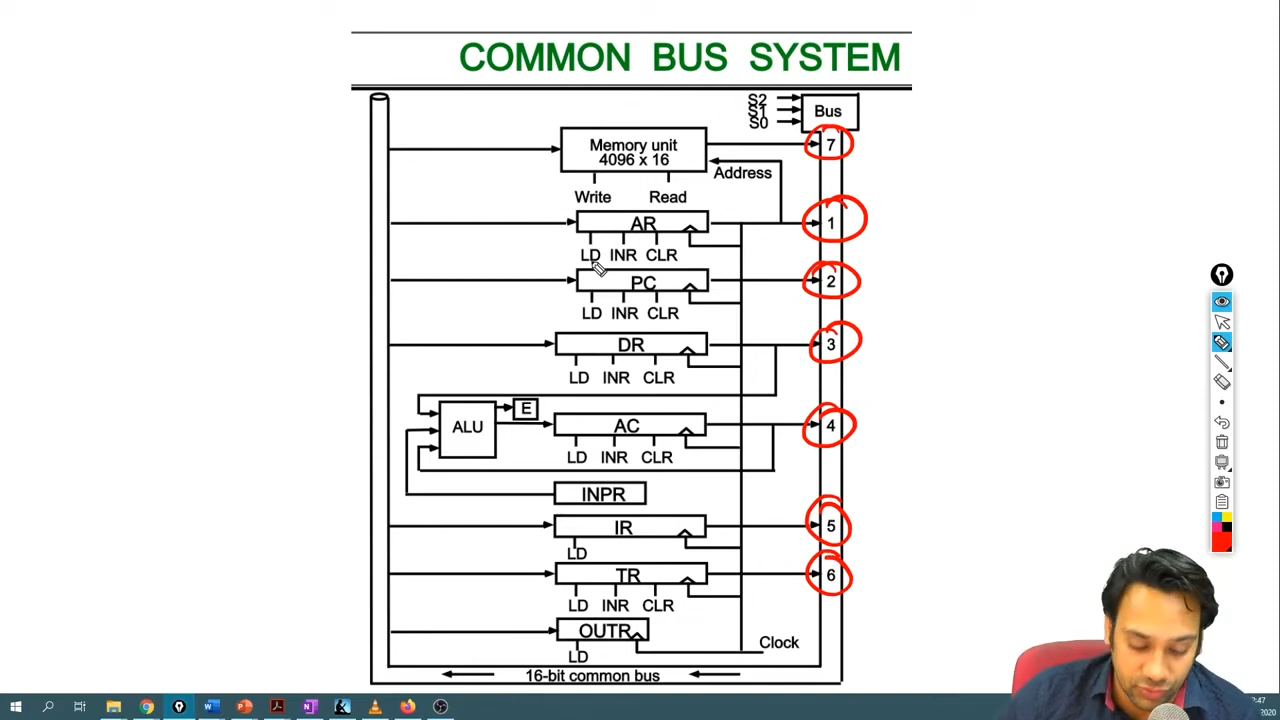 COMMON BUS SYSTEM
S2
S1
S0
Bus
Memory unit
4096 x 16
7
Address
Write Read
AR 1
LD INR CLR
PC 2
LD INR CLR
DR 3
LD INR CLR
E
ALU
AC 4
LD INR CLR
INPR
IR 5
LD
TR 6
LD INR CLR
OUTR
Clock
LD
16-bit common bus
:47
2020